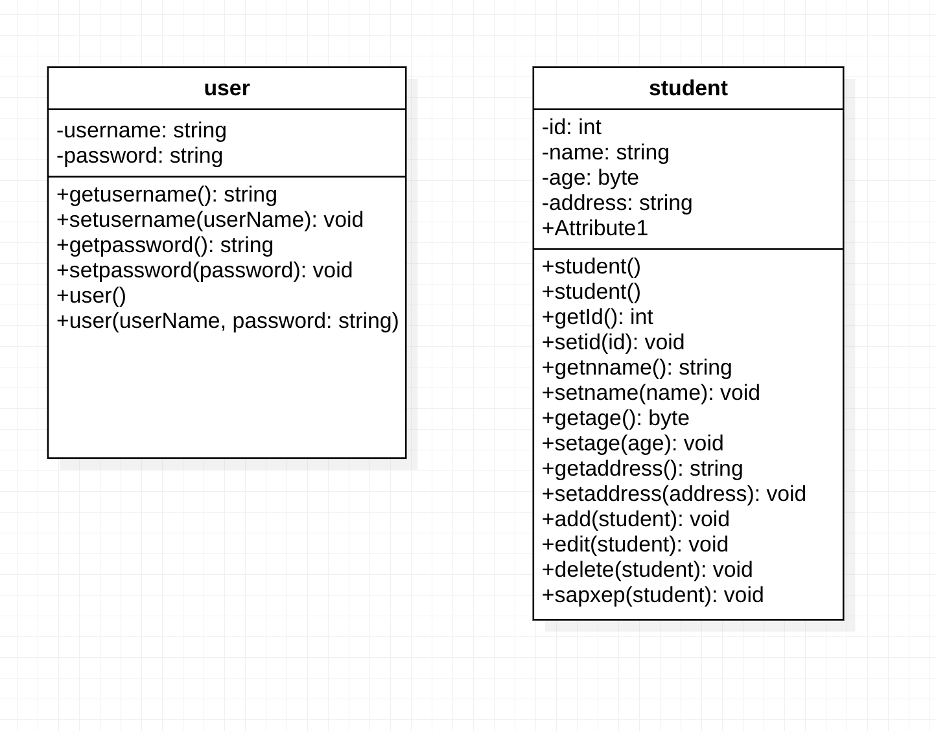 user
-username: string
-password: string
+getusername(): string
+setusername(userName): void
+getpassword(): string
+setpassword(password): void
+user()
+user(userName, password: string)
student
-id: int
-name: string
-age: byte
-address: string
+Attribute1
+student()
+student()
+getId(): int
+setid(id): void
+getnname(): string
+setname(name): void
+getage(): byte
+setage(age): void
+getaddress(): string
+setaddress(address): void
+add(student): void
+edit(student): void
+delete(student): void
+sapxep(student): void